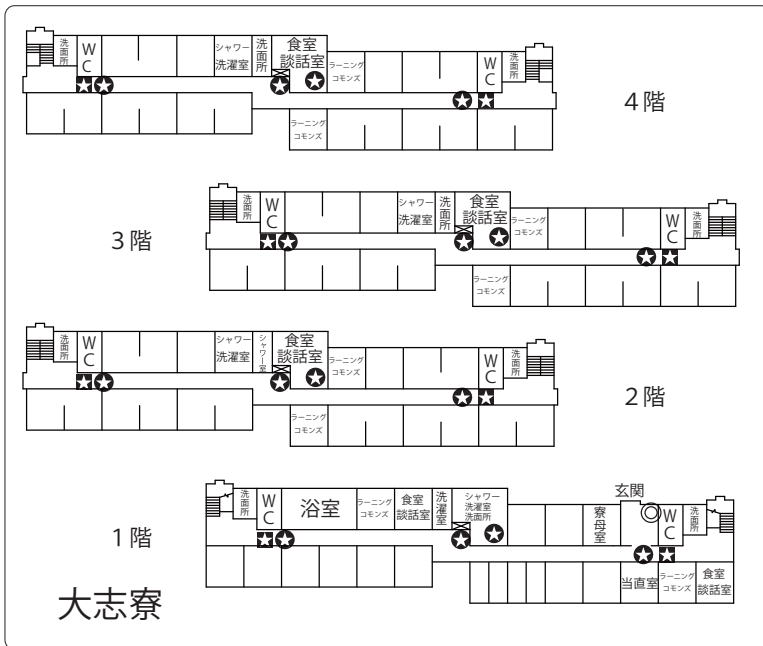 洗面所
WC
シャワー
洗濯室
洗面所
食室
談話室
ラーニング
コモンズ
WC
洗面所
ラーニング
コモンズ
4階
洗面所
WC
シャワー
洗濯室
洗面所
食室
談話室
ラーニング
コモンズ
WC
洗面所
ラーニング
コモンズ
3階
洗面所
WC
シャワー
洗濯室
シャワー室
食室
談話室
ラーニング
コモンズ
WC
洗面所
ラーニング
コモンズ
2階
洗面所
WC
浴室
ラーニング
コモンズ
食室
談話室
洗濯室
シャワー
洗濯室
洗面所
寮母室
玄関
WC
洗面所
当直室
ラーニング
コモンズ
食室
談話室
1階
大志寮